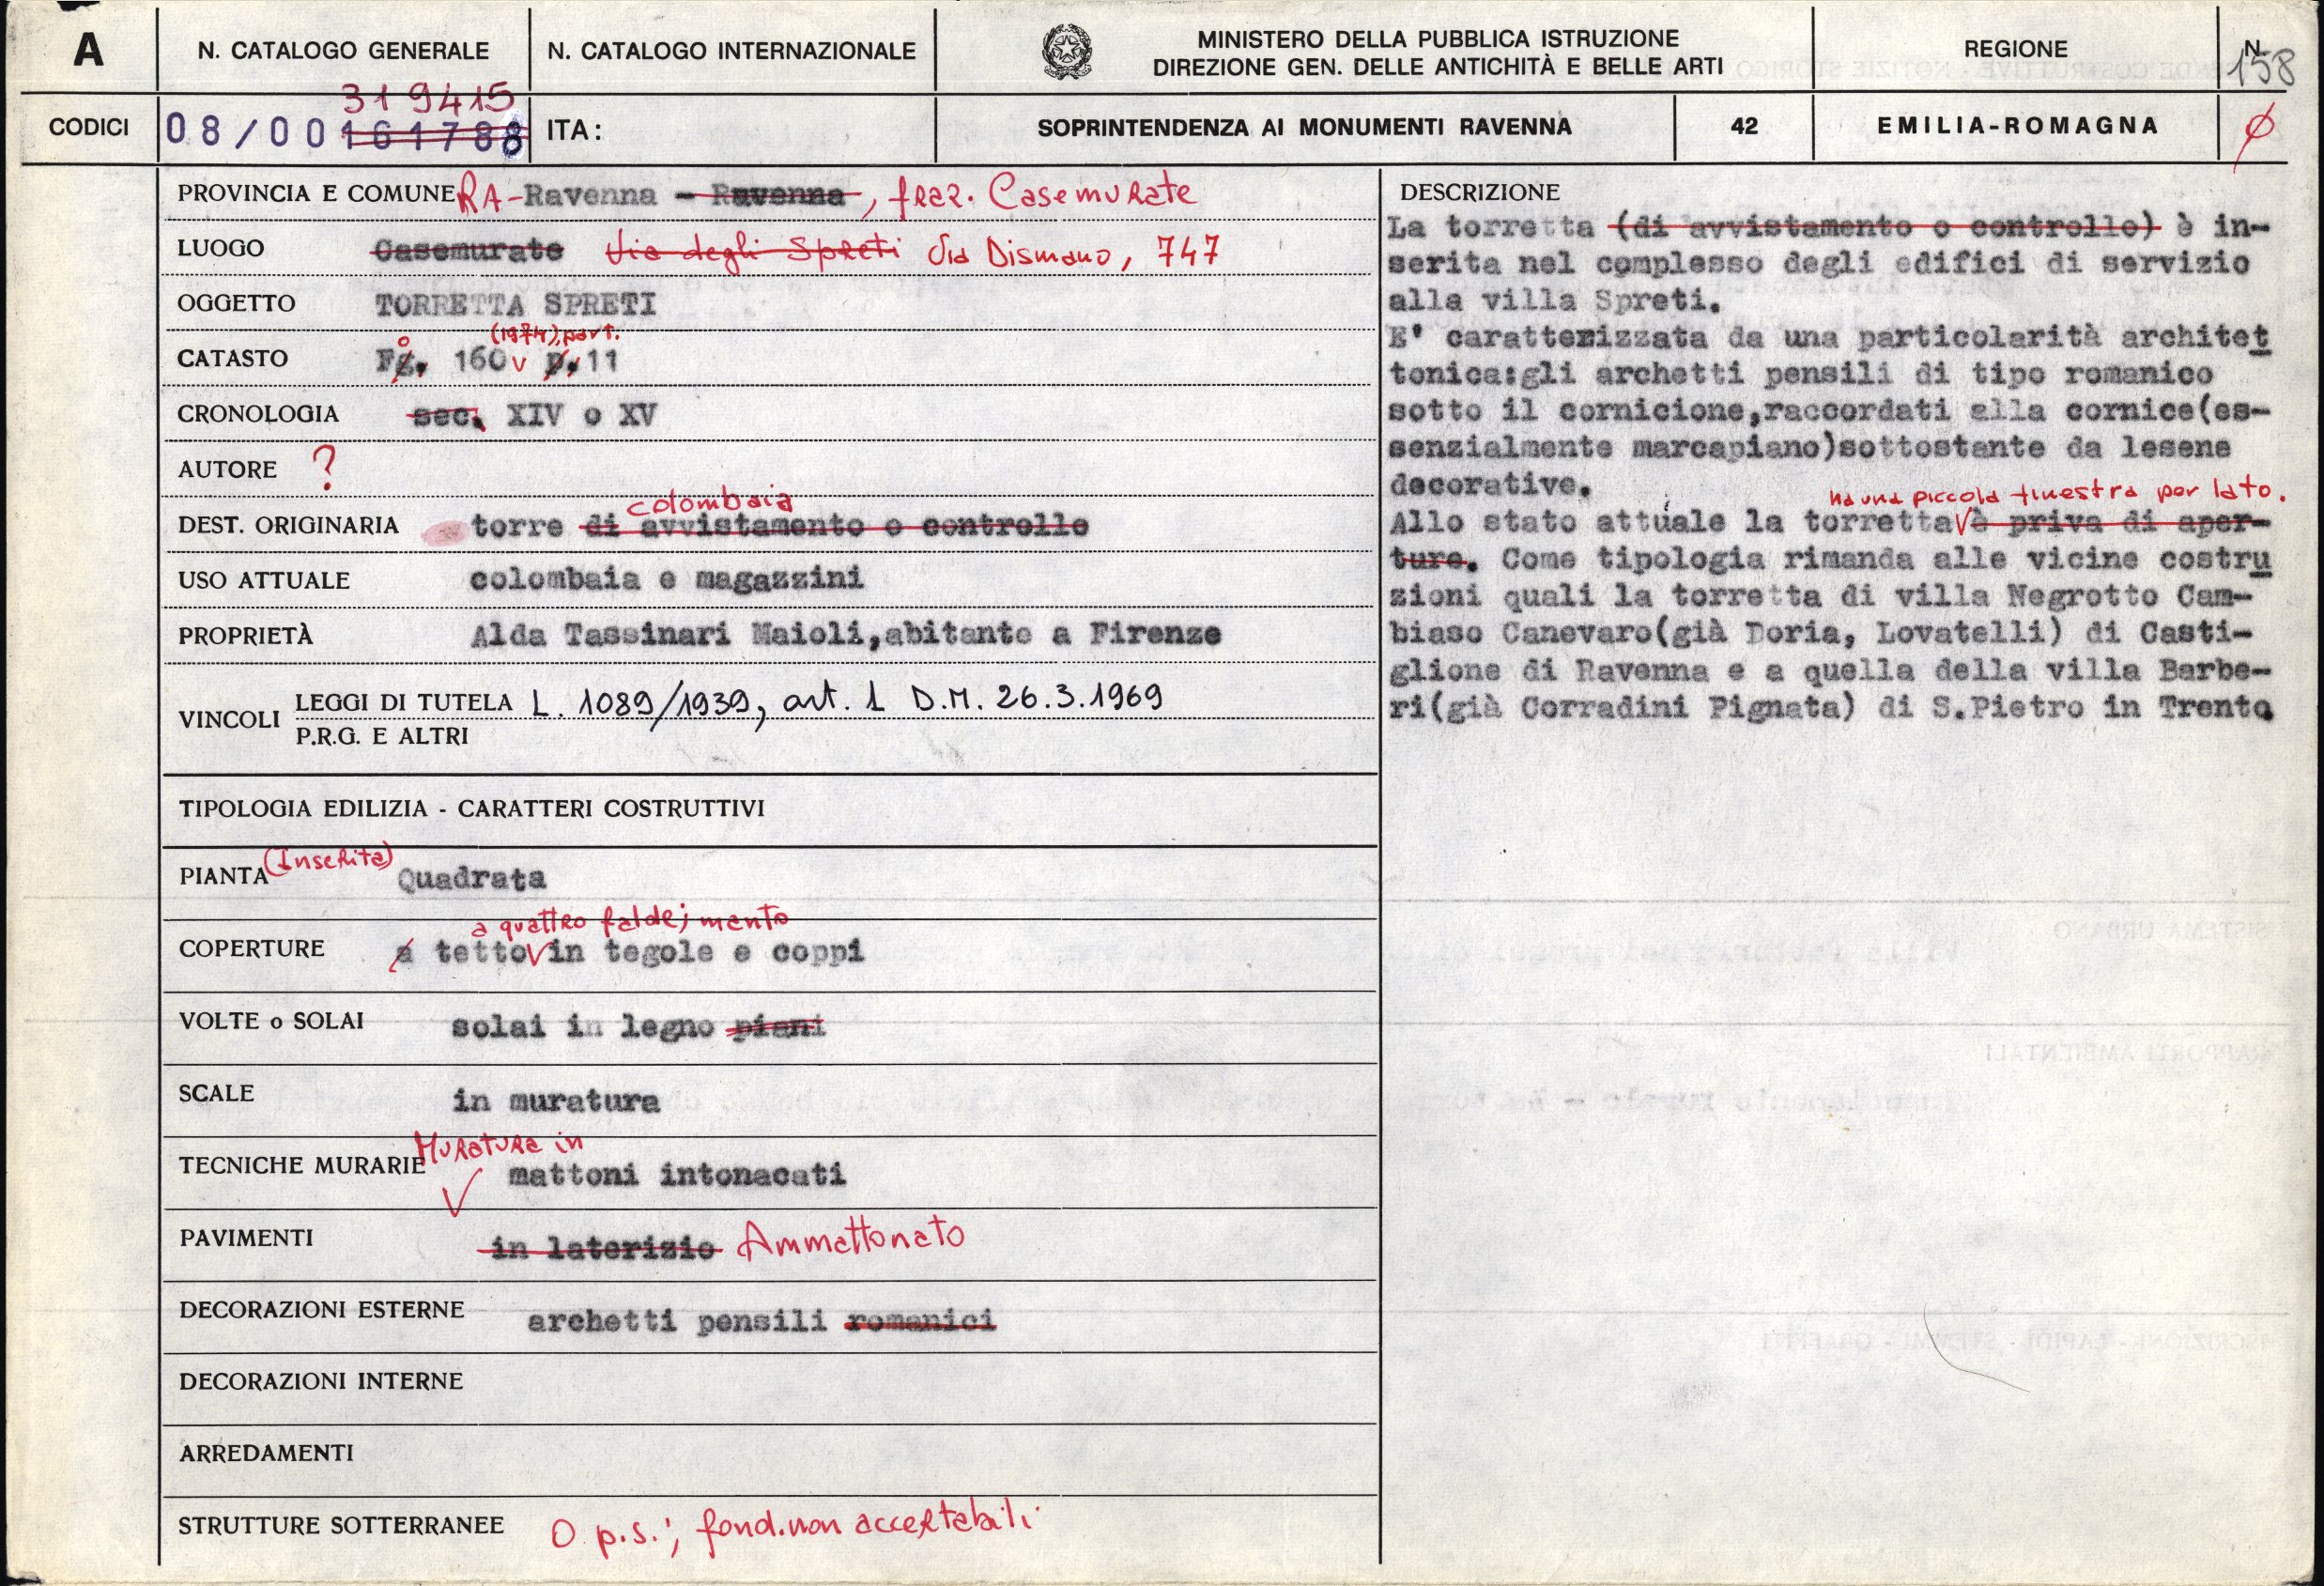 A
N. CATALOGO GENERALE
N. CATALOGO INTERNAZIONALE
MINISTERO DELLA PUBBLICA ISTRUZIONE
DIREZIONE GEN. DELLE ANTICHITÀ E BELLE ARTI
REGIONE
N.
158
CODICI
319415
08/00161788
ITA:
SOPRINTENDENZA AI MONUMENTI RAVENNA
42
EMILIA-ROMAGNA
PROVINCIA E COMUNE RA-Ravenna - Ravenna, fraz. Casemurate
LUOGO Casemurate Via degli Spreti Via Dismano, 747
OGGETTO TORRETTA SPRETI
(1974), part.
CATASTO Fg. 160 p. 11
CRONOLOGIA sec. XIV o XV
AUTORE ?
colombaia
DEST. ORIGINARIA torre di avvistamento o controllo
USO ATTUALE colombaia e magazzini
PROPRIETÀ Alda Tassinari Maioli,abitante a Firenze
VINCOLI LEGGI DI TUTELA L. 1089/1939, art. 1 D.M. 26.3.1969
P.R.G. E ALTRI
TIPOLOGIA EDILIZIA - CARATTERI COSTRUTTIVI
PIANTA (Inserita) Quadrata
a quattro falde; manto
COPERTURE a tetto in tegole e coppi
VOLTE o SOLAI solai in legno piani
SCALE in muratura
Muratura in
TECNICHE MURARIE mattoni intonacati
PAVIMENTI in laterizio Ammattonato
DECORAZIONI ESTERNE archetti pensili romanici
DECORAZIONI INTERNE
ARREDAMENTI
STRUTTURE SOTTERRANEE 0 p.s.; fond. non accertabili
DESCRIZIONE
La torretta (di avvistamento o controllo) è in-
serita nel complesso degli edifici di servizio
alla villa Spreti.
E' caratterizzata da una particolarità architet
tonica:gli archetti pensili di tipo romanico
sotto il cornicione,raccordati alla cornice(es-
senzialmente marcapiano)sottostante da lesene
decorative.
ha una piccola finestra per lato.
Allo stato attuale la torretta è priva di aper-
ture. Come tipologia rimanda alle vicine costru
zioni quali la torretta di villa Negrotto Cam-
biaso Canevaro(già Doria, Lovatelli) di Casti-
glione di Ravenna e a quella della villa Barbe-
ri(già Corradini Pignata) di S.Pietro in Trento